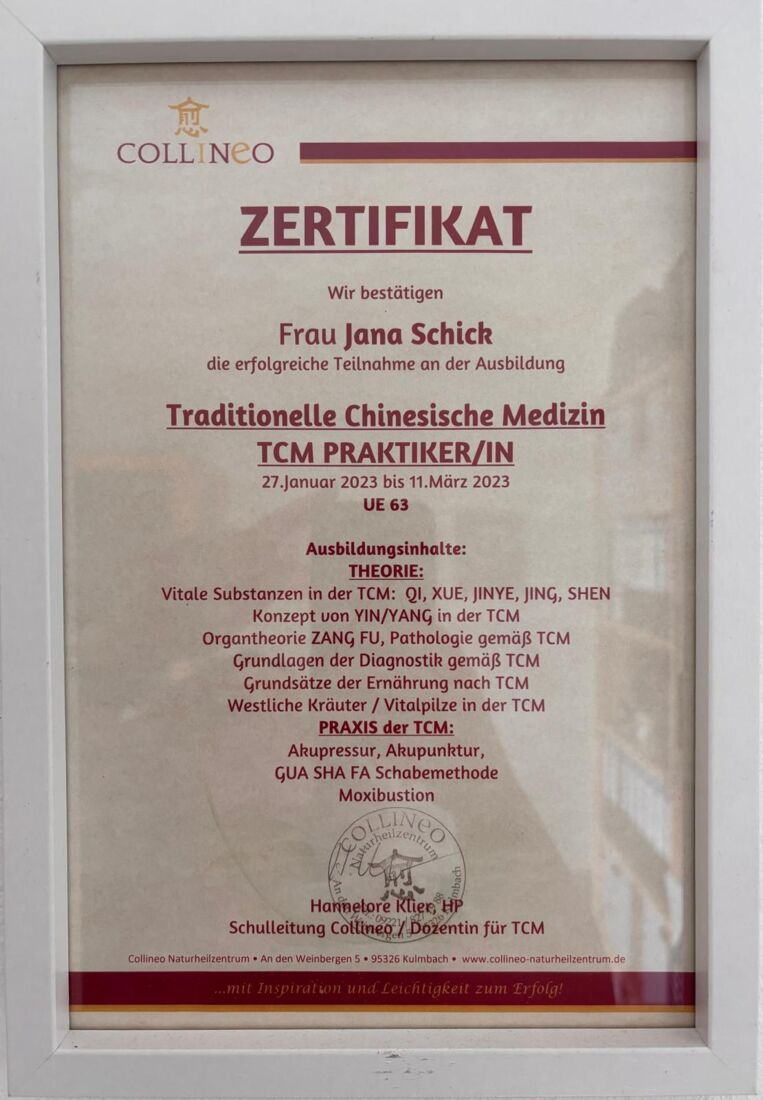 愈
COLLINeO
ZERTIFIKAT
Wir bestätigen
Frau Jana Schick
die erfolgreiche Teilnahme an der Ausbildung
Traditionelle Chinesische Medizin
TCM PRAKTIKER/IN
27.Januar 2023 bis 11.März 2023
UE 63
Ausbildungsinhalte:
THEORIE:
Vitale Substanzen in der TCM: QI, XUE, JINYE, JING, SHEN
Konzept von YIN/YANG in der TCM
Organtheorie ZANG FU, Pathologie gemäß TCM
Grundlagen der Diagnostik gemäß TCM
Grundsätze der Ernährung nach TCM
Westliche Kräuter / Vitalpilze in der TCM
PRAXIS der TCM:
Akupressur, Akupunktur,
GUA SHA FA Schabemethode
Moxibustion
COLLINeO
Naturheilzentrum
Hannelore Klier, HP
Schulleitung Collineo / Dozentin für TCM
Collineo Naturheilzentrum • An den Weinbergen 5 • 95326 Kulmbach • www.collineo-naturheilzentrum.de
...mit Inspiration und Leichtigkeit zum Erfolg!